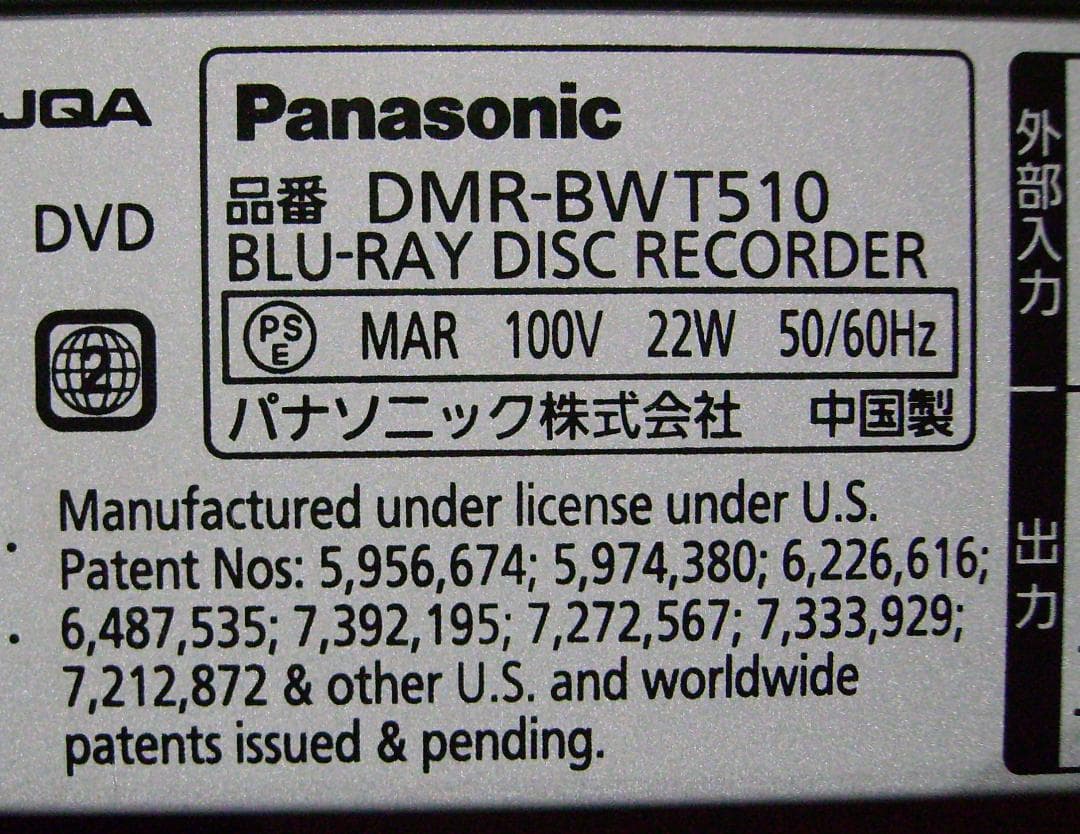 JQA
DVD
2
Panasonic
品番 DMR-BWT510
BLU-RAY DISC RECORDER
PSE MAR 100V 22W 50/60Hz
パナソニック株式会社 中国製
Manufactured under license under U.S.
Patent Nos: 5,956,674; 5,974,380; 6,226,616;
6,487,535; 7,392,195; 7,272,567; 7,333,929;
7,212,872 & other U.S. and worldwide
patents issued & pending.
外部入力
出力